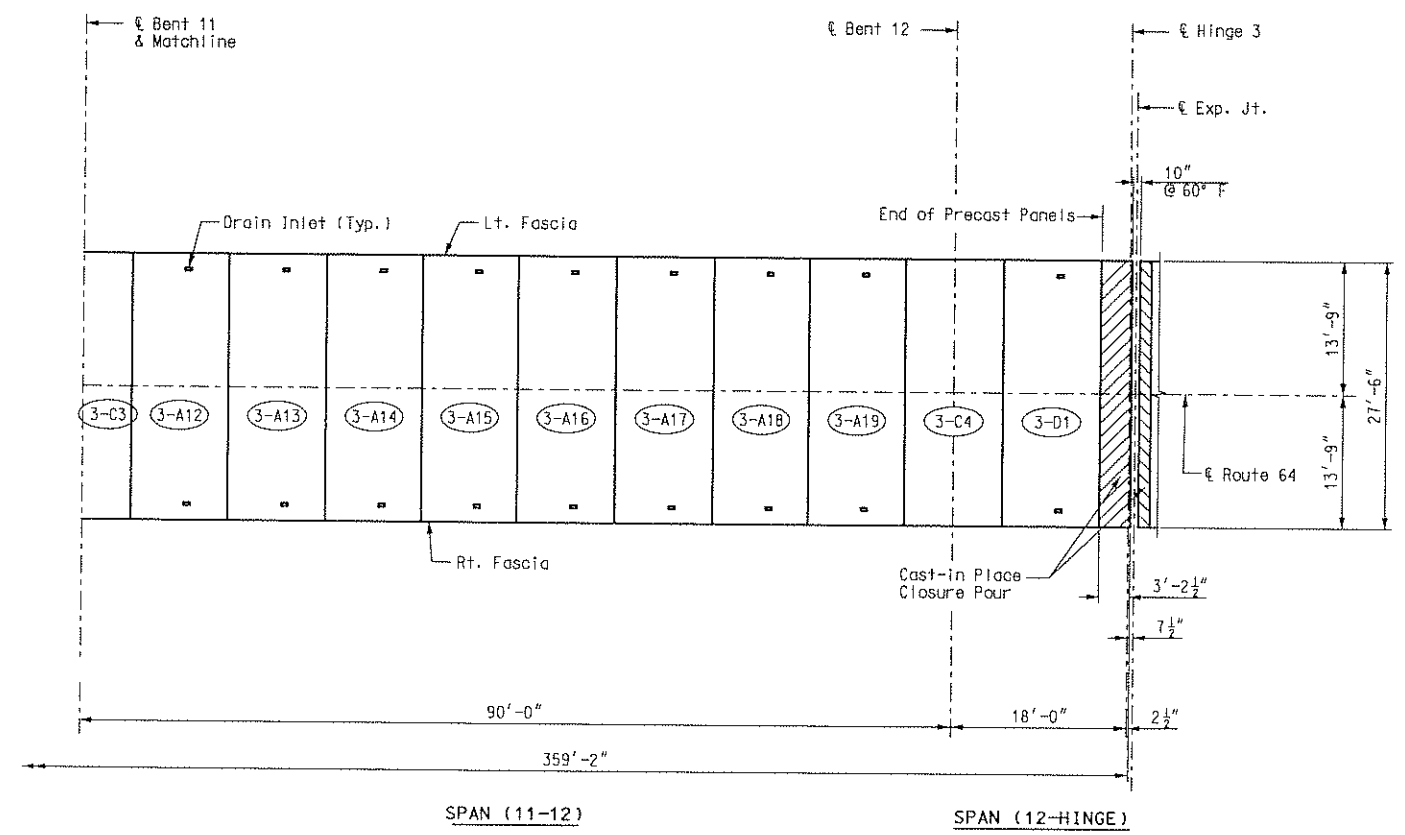 ℄ Bent 11
& Matchline
℄ Bent 12
℄ Hinge 3
℄ Exp. Jt.
10"
@ 60° F
Drain Inlet (Typ.)
Lt. Fascia
End of Precast Panels
3-C3
3-A12
3-A13
3-A14
3-A15
3-A16
3-A17
3-A18
3-A19
3-C4
3-D1
13'-9"
13'-9"
27'-6"
℄ Route 64
Rt. Fascia
Cast-in Place
Closure Pour
3'-2½"
7½"
90'-0"
18'-0"
2½"
359'-2"
SPAN (11-12)
SPAN (12-HINGE)